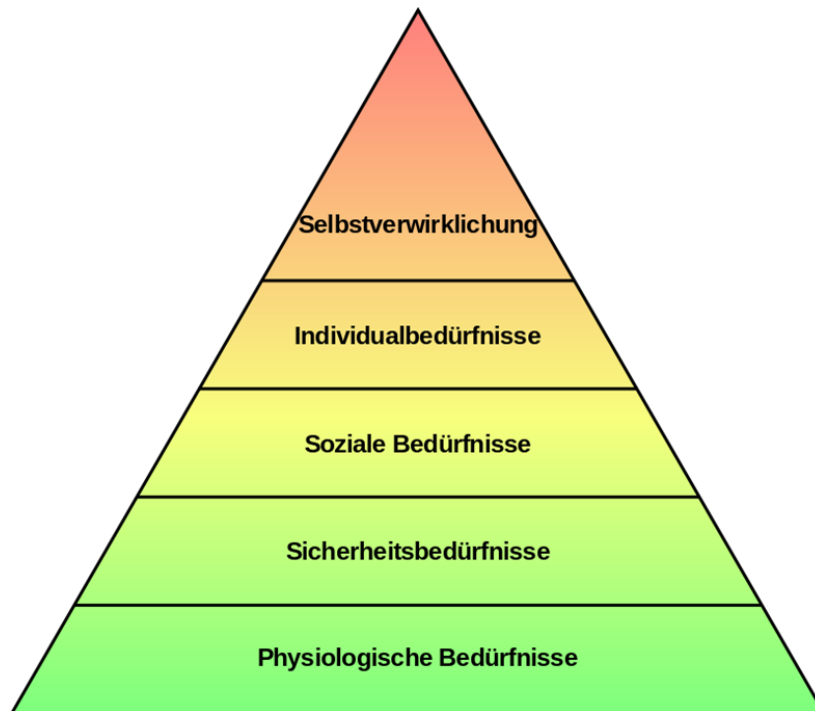 Selbstverwirklichung
Individualbedürfnisse
Soziale Bedürfnisse
Sicherheitsbedürfnisse
Physiologische Bedürfnisse